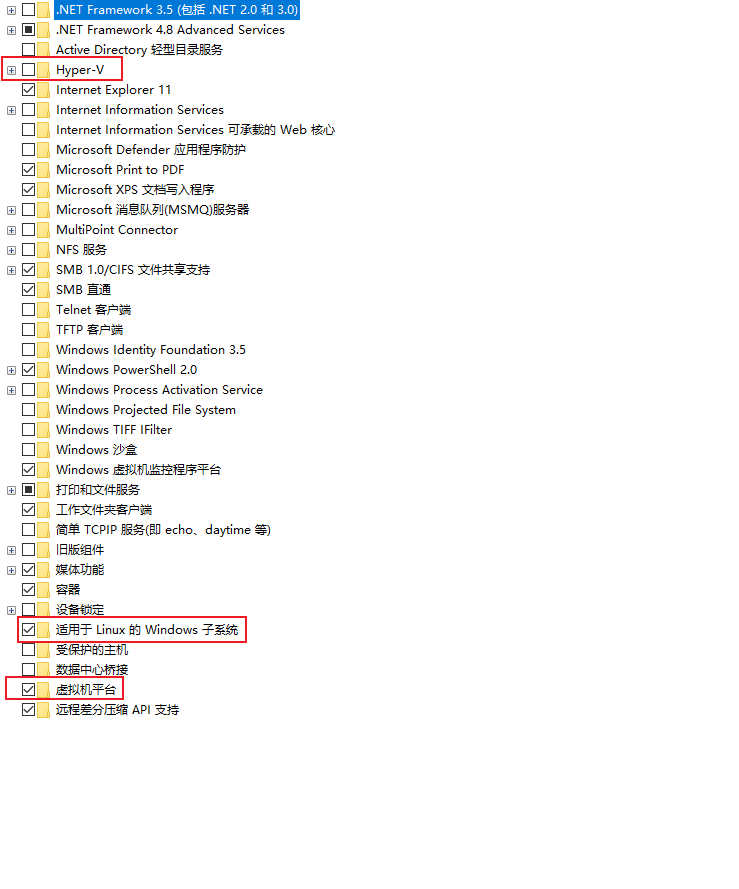 .NET Framework 3.5 (包括 .NET 2.0 和 3.0)
.NET Framework 4.8 Advanced Services
Active Directory 轻型目录服务
Hyper-V
Internet Explorer 11
Internet Information Services
Internet Information Services 可承载的 Web 核心
Microsoft Defender 应用程序防护
Microsoft Print to PDF
Microsoft XPS 文档写入程序
Microsoft 消息队列(MSMQ)服务器
MultiPoint Connector
NFS 服务
SMB 1.0/CIFS 文件共享支持
SMB 直通
Telnet 客户端
TFTP 客户端
Windows Identity Foundation 3.5
Windows PowerShell 2.0
Windows Process Activation Service
Windows Projected File System
Windows TIFF IFilter
Windows 沙盒
Windows 虚拟机监控程序平台
打印和文件服务
工作文件夹客户端
简单 TCPIP 服务(即 echo、daytime 等)
旧版组件
媒体功能
容器
设备锁定
适用于 Linux 的 Windows 子系统
受保护的主机
数据中心桥接
虚拟机平台
远程差分压缩 API 支持